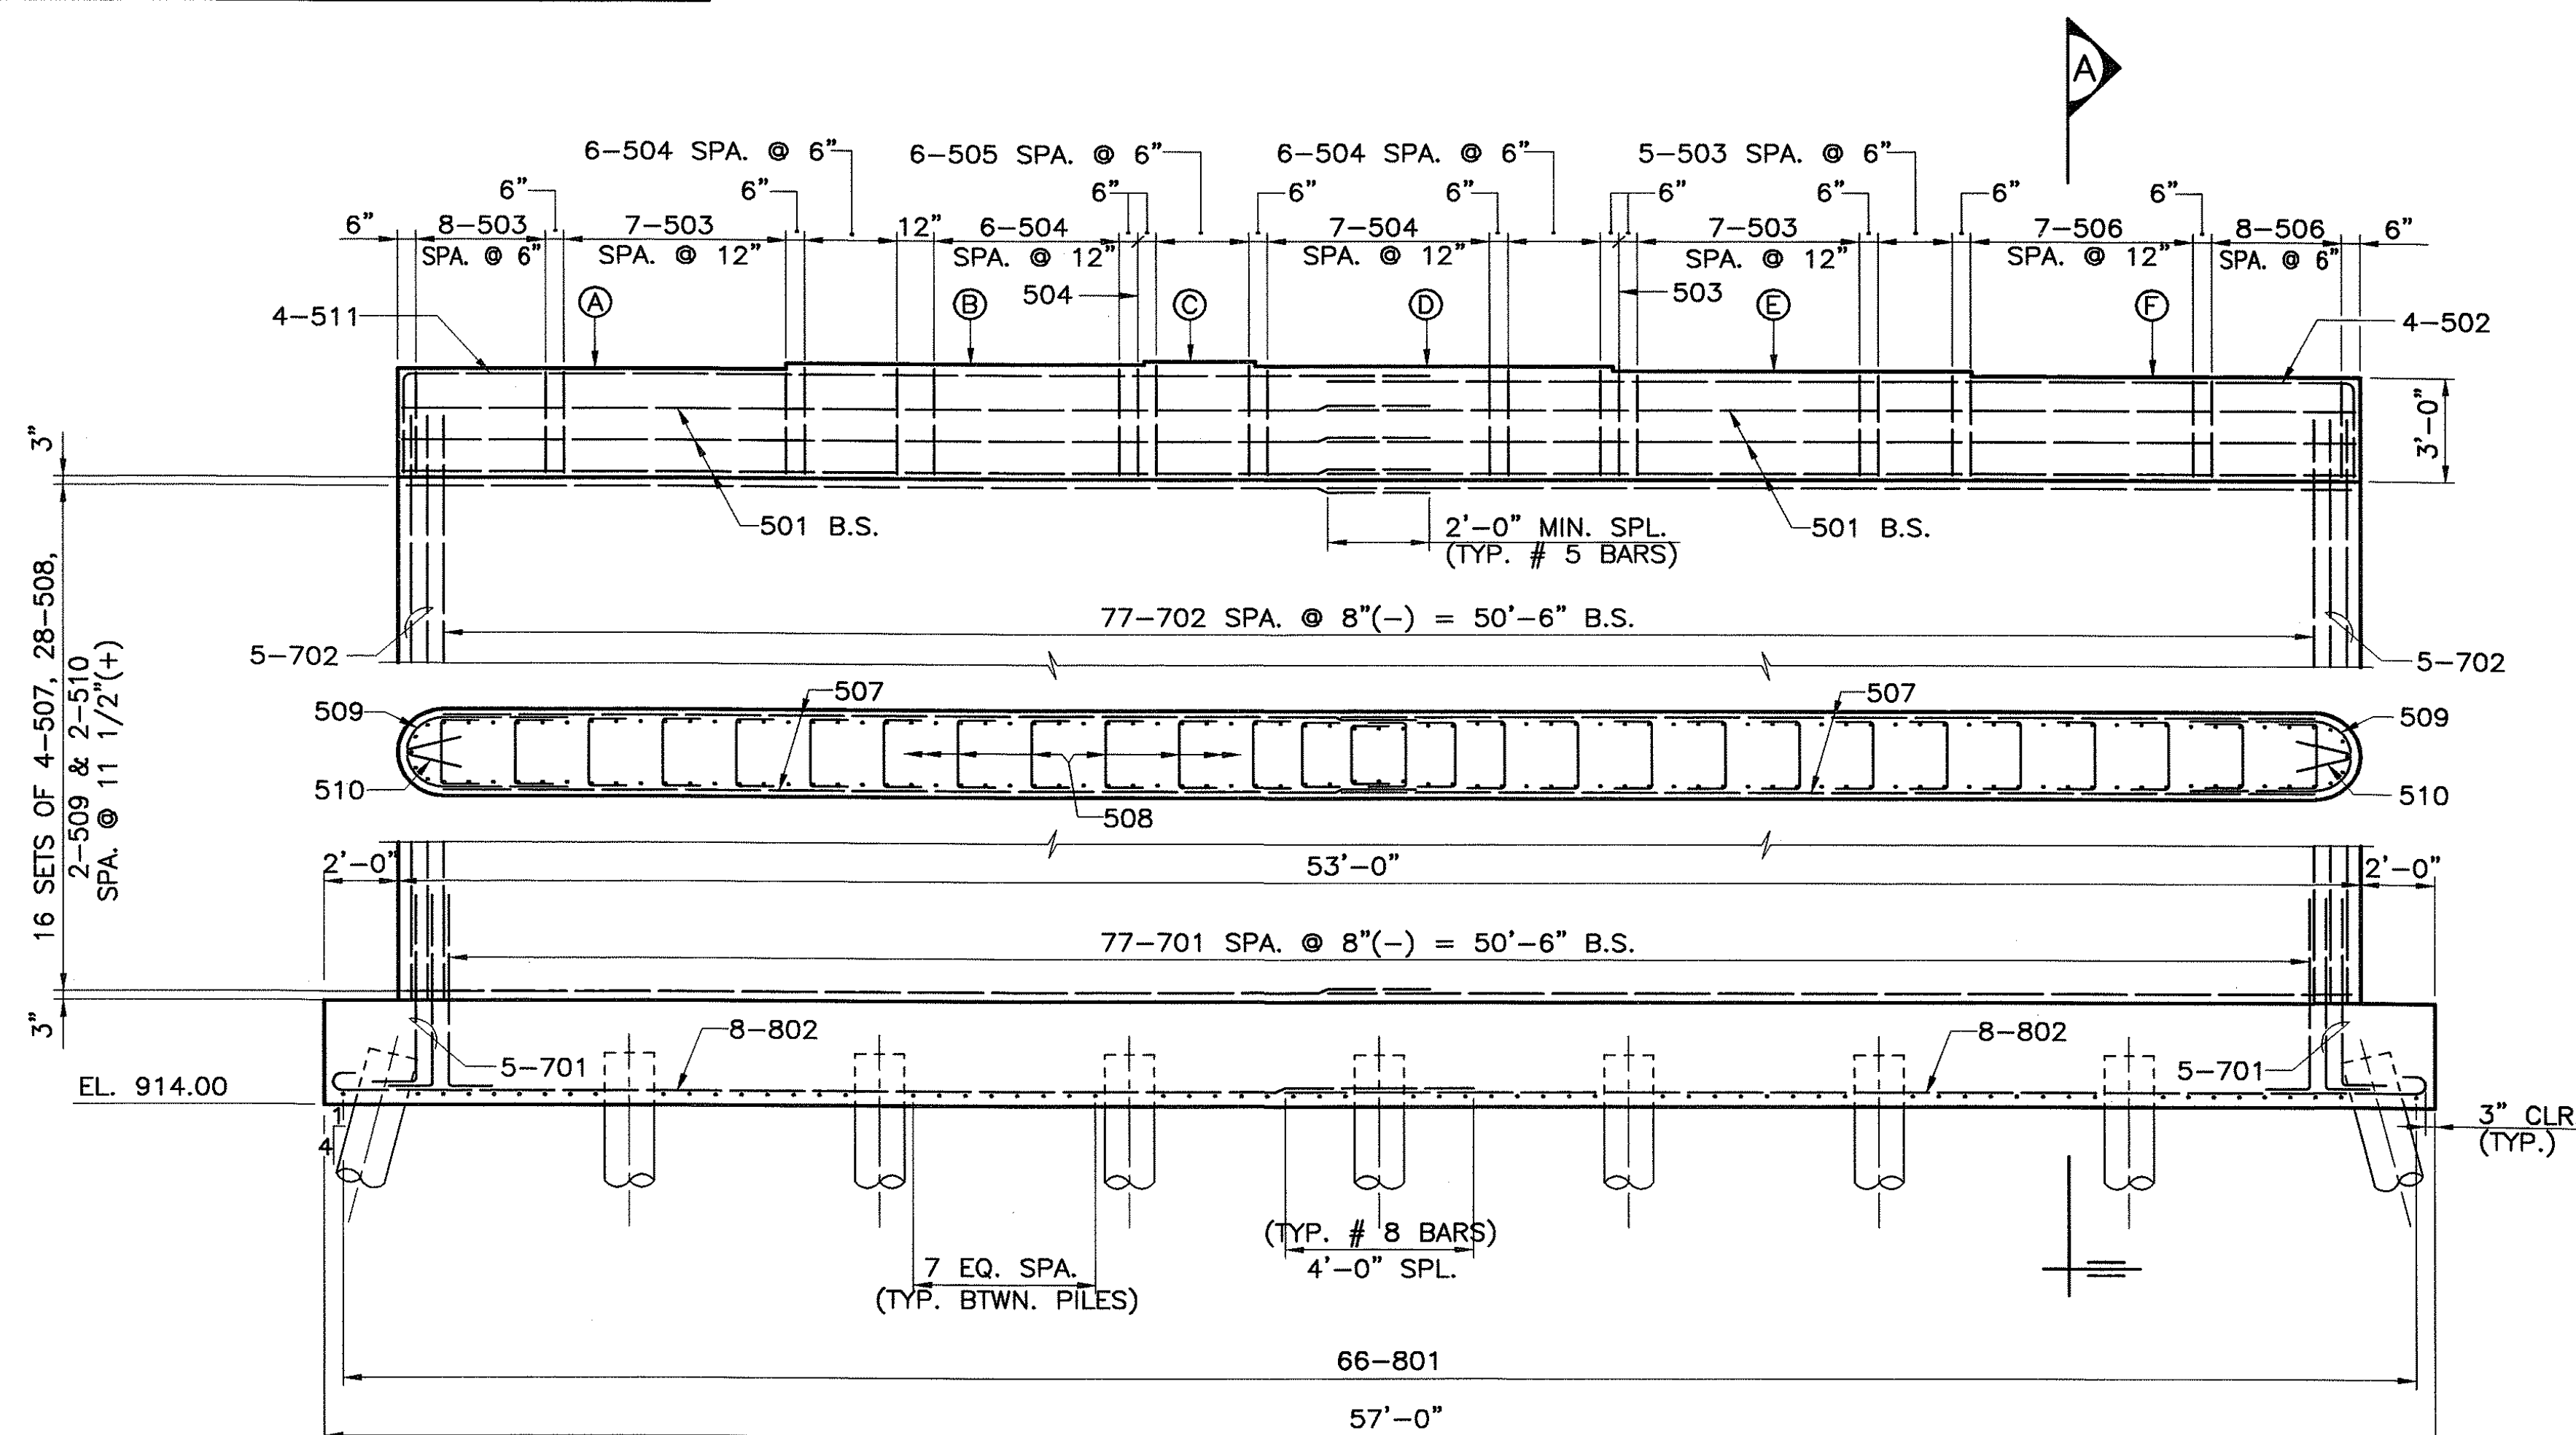 A
6-504 SPA. @ 6"
6-505 SPA. @ 6"
6-504 SPA. @ 6"
5-503 SPA. @ 6"
6"
6"
6"
6"
6"
6"
6"
6"
6"
6"
8-503
7-503
12"
6-504
7-504
7-503
7-506
8-506
6"
SPA. @ 6"
SPA. @ 12"
SPA. @ 12"
SPA. @ 12"
SPA. @ 12"
SPA. @ 12"
SPA. @ 6"
A
B
504
C
D
E
503
F
4-511
4-502
3"
3'-0"
501 B.S.
2'-0" MIN. SPL.
(TYP. # 5 BARS)
501 B.S.
16 SETS OF 4-507, 28-508,
2-509 & 2-510
SPA. @ 11 1/2"(+)
77-702 SPA. @ 8"(-) = 50'-6" B.S.
5-702
5-702
509
507
507
509
510
508
510
2'-0"
53'-0"
2'-0"
77-701 SPA. @ 8"(-) = 50'-6" B.S.
3"
8-802
8-802
5-701
5-701
EL. 914.00
1
4
3" CLR
(TYP.)
(TYP. # 8 BARS)
4'-0" SPL.
7 EQ. SPA.
(TYP. BTWN. PILES)
66-801
57'-0"